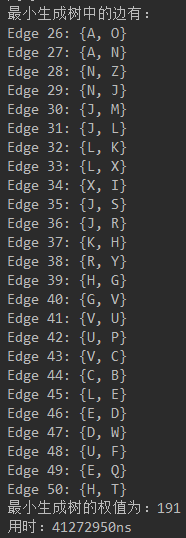 最小生成树中的边有：
Edge 26: {A, O}
Edge 27: {A, N}
Edge 28: {N, Z}
Edge 29: {N, J}
Edge 30: {J, M}
Edge 31: {J, L}
Edge 32: {L, K}
Edge 33: {L, X}
Edge 34: {X, I}
Edge 35: {J, S}
Edge 36: {J, R}
Edge 37: {K, H}
Edge 38: {R, Y}
Edge 39: {H, G}
Edge 40: {G, V}
Edge 41: {V, U}
Edge 42: {U, P}
Edge 43: {V, C}
Edge 44: {C, B}
Edge 45: {L, E}
Edge 46: {E, D}
Edge 47: {D, W}
Edge 48: {U, F}
Edge 49: {E, Q}
Edge 50: {H, T}
最小生成树的权值为：191
用时：41272950ns